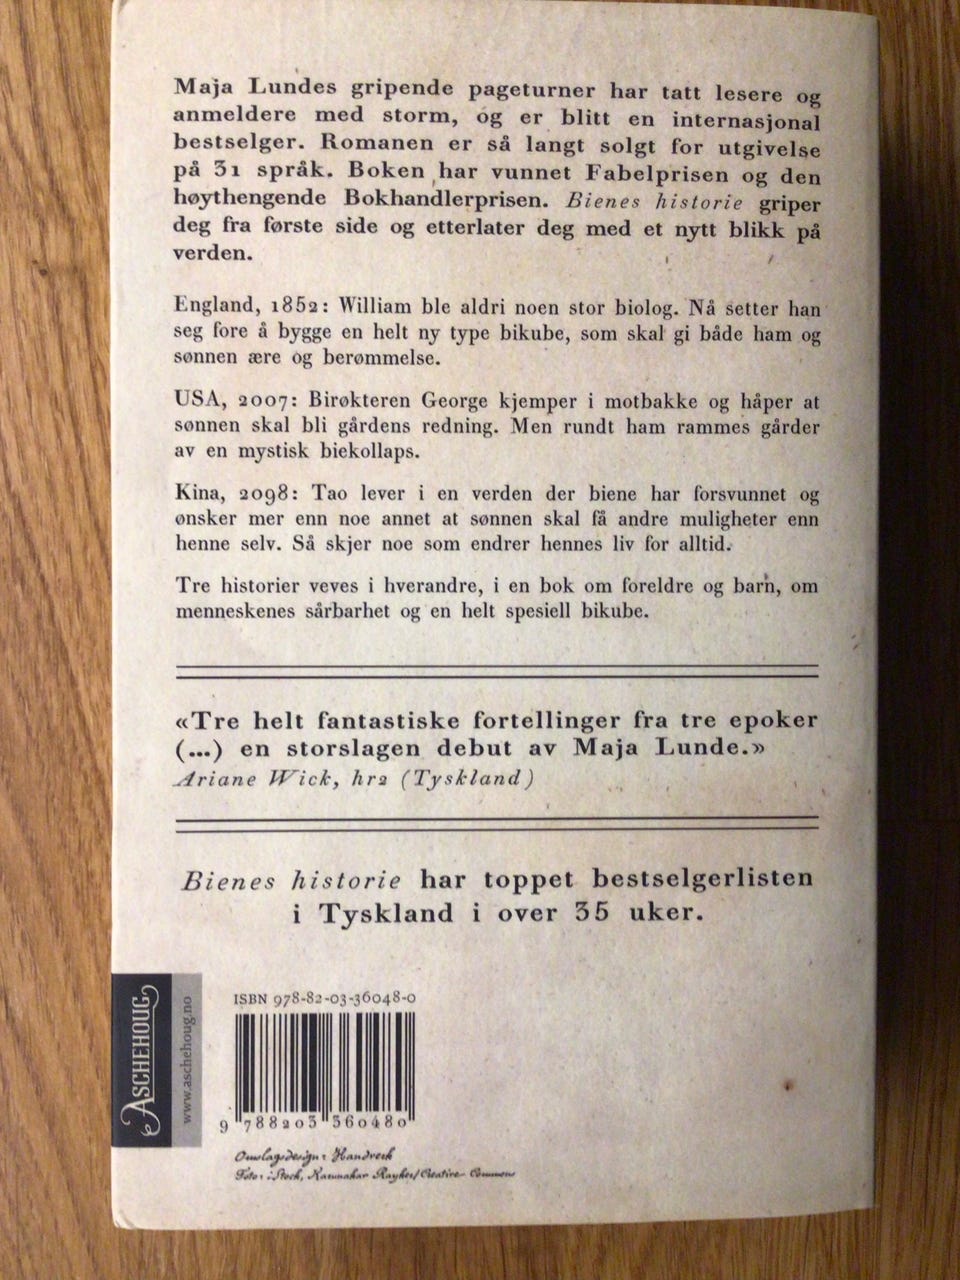 Maja Lundes gripende pageturner har tatt lesere og
anmeldere med storm, og er blitt en internasjonal
bestselger. Romanen er så langt solgt for utgivelse
på 31 språk. Boken har vunnet Fabelprisen og den
høythengende Bokhandlerprisen. Bienes historie griper
deg fra første side og etterlater deg med et nytt blikk på
verden.
England, 1852: William ble aldri noen stor biolog. Nå setter han
seg fore å bygge en helt ny type bikube, som skal gi både ham og
sønnen ære og berømmelse.
USA, 2007: Birøkteren George kjemper i motbakke og håper at
sønnen skal bli gårdens redning. Men rundt ham rammes gårder
av en mystisk biekollaps.
Kina, 2098: Tao lever i en verden der biene har forsvunnet og
ønsker mer enn noe annet at sønnen skal få andre muligheter enn
henne selv. Så skjer noe som endrer hennes liv for alltid.
Tre historier veves i hverandre, i en bok om foreldre og barn, om
menneskenes sårbarhet og en helt spesiell bikube.
«Tre helt fantastiske fortellinger fra tre epoker
(...) en storslagen debut av Maja Lunde.»
Ariane Wick, hr2 (Tyskland)
Bienes historie har toppet bestselgerlisten
i Tyskland i over 35 uker.
ASCHEHOUG
www.aschehoug.no
ISBN 978-82-03-36048-0
9 788203 360480
Omslagsdesign: Handverk
Foto: iStock, Karunakar Rayker/Creative Commons